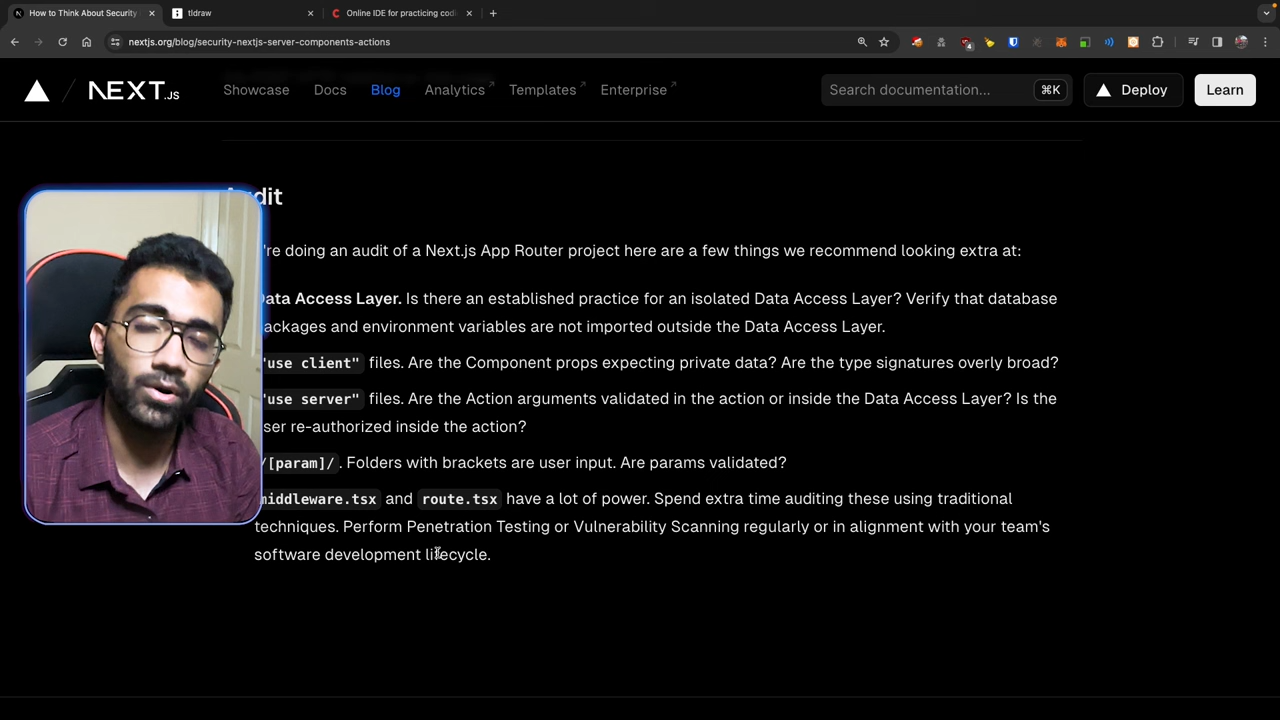 How to Think About Security
tldraw
Online IDE for practicing codi
nextjs.org/blog/security-nextjs-server-components-actions
4
NEXT.JS
Showcase Docs Blog Analytics Templates Enterprise
Search documentation... ⌘K
Deploy
Learn
dit
're doing an audit of a Next.js App Router project here are a few things we recommend looking extra at:
Data Access Layer. Is there an established practice for an isolated Data Access Layer? Verify that database
packages and environment variables are not imported outside the Data Access Layer.
"use client" files. Are the Component props expecting private data? Are the type signatures overly broad?
"use server" files. Are the Action arguments validated in the action or inside the Data Access Layer? Is the
ser re-authorized inside the action?
/[param]/. Folders with brackets are user input. Are params validated?
middleware.tsx and route.tsx have a lot of power. Spend extra time auditing these using traditional
techniques. Perform Penetration Testing or Vulnerability Scanning regularly or in alignment with your team's
software development lifecycle.